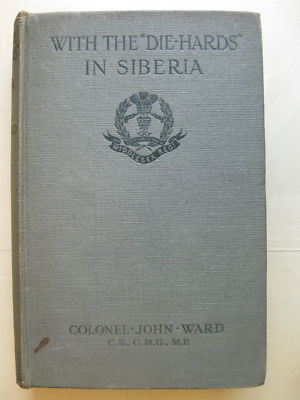 WITH THE "DIE-HARDS"
IN SIBERIA
MIDDLESEX REGT
COLONEL · JOHN · WARD
C.B., C.M.G., M.P.